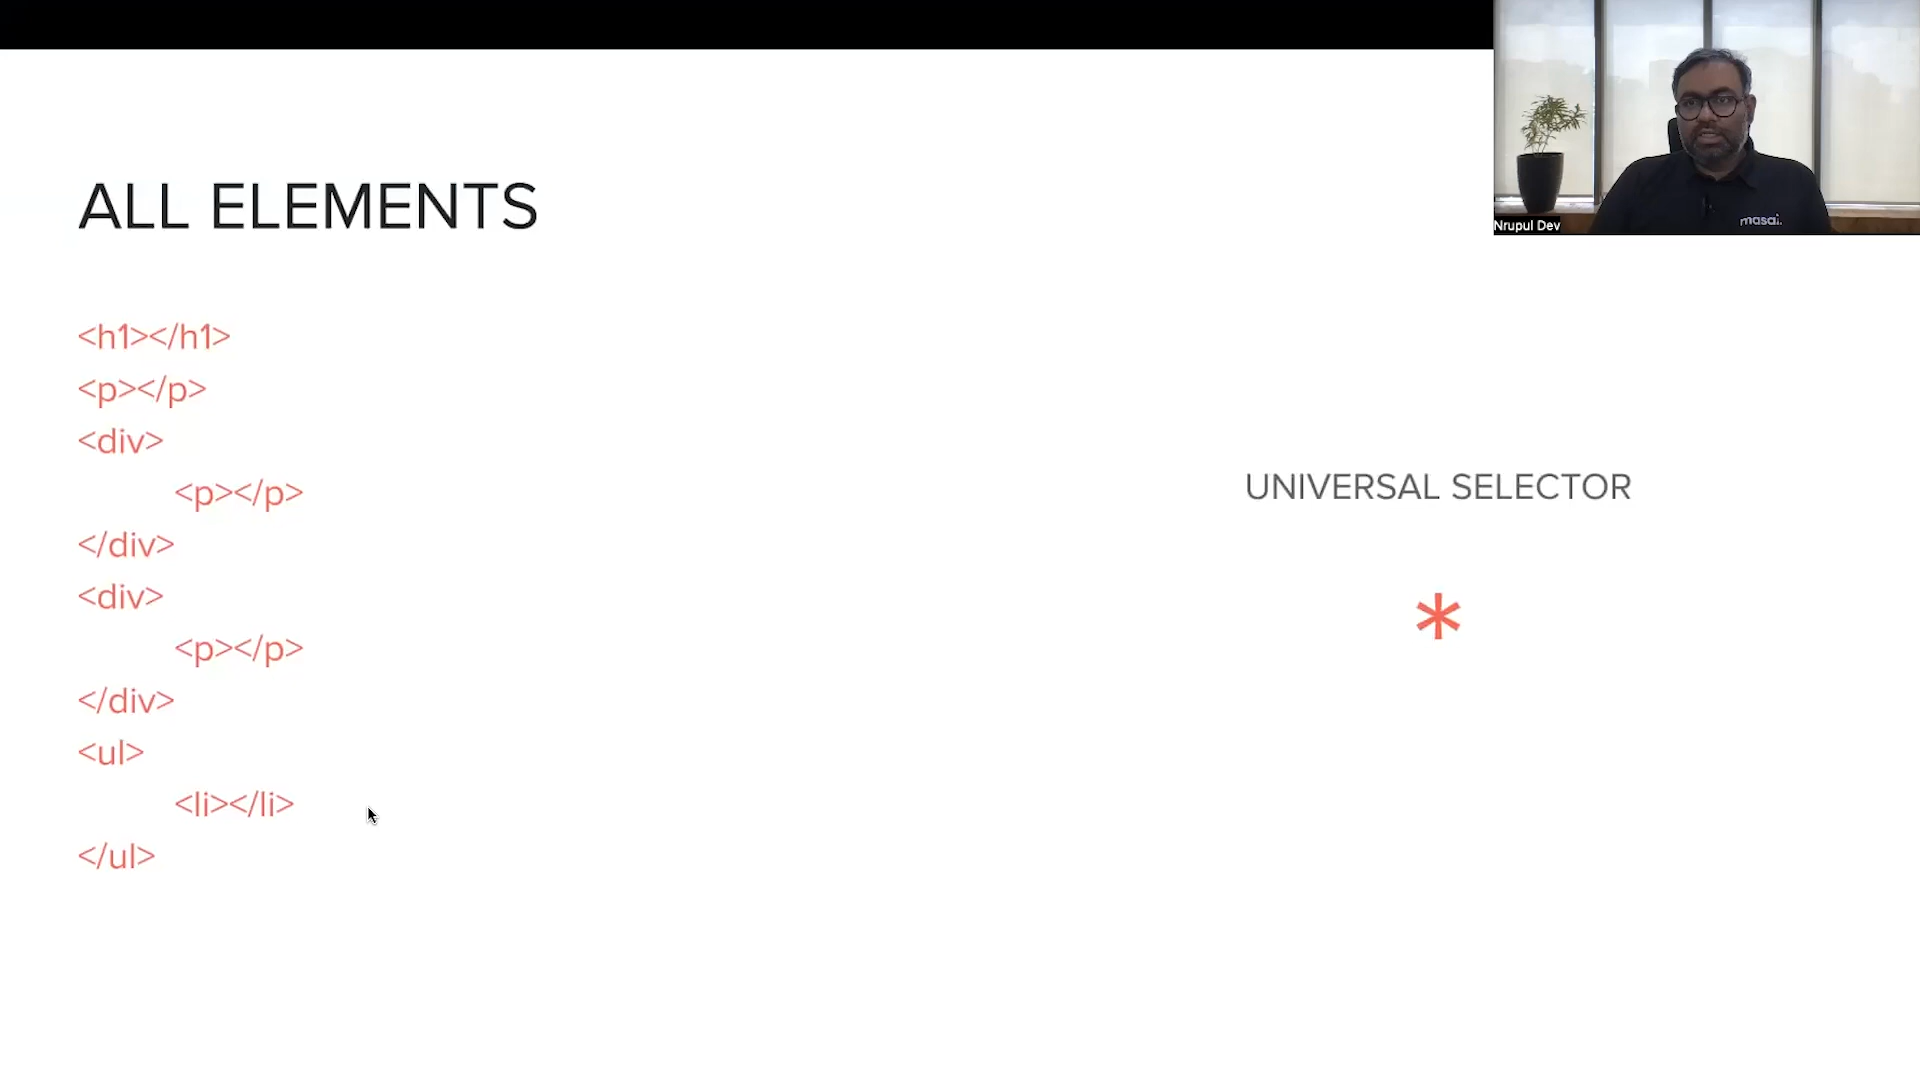 ALL ELEMENTS
<h1></h1>
<p></p>
<div>
<p></p>
</div>
<div>
<p></p>
</div>
<ul>
<li></li>
</ul>
UNIVERSAL SELECTOR
*
masai.
Nrupul Dev